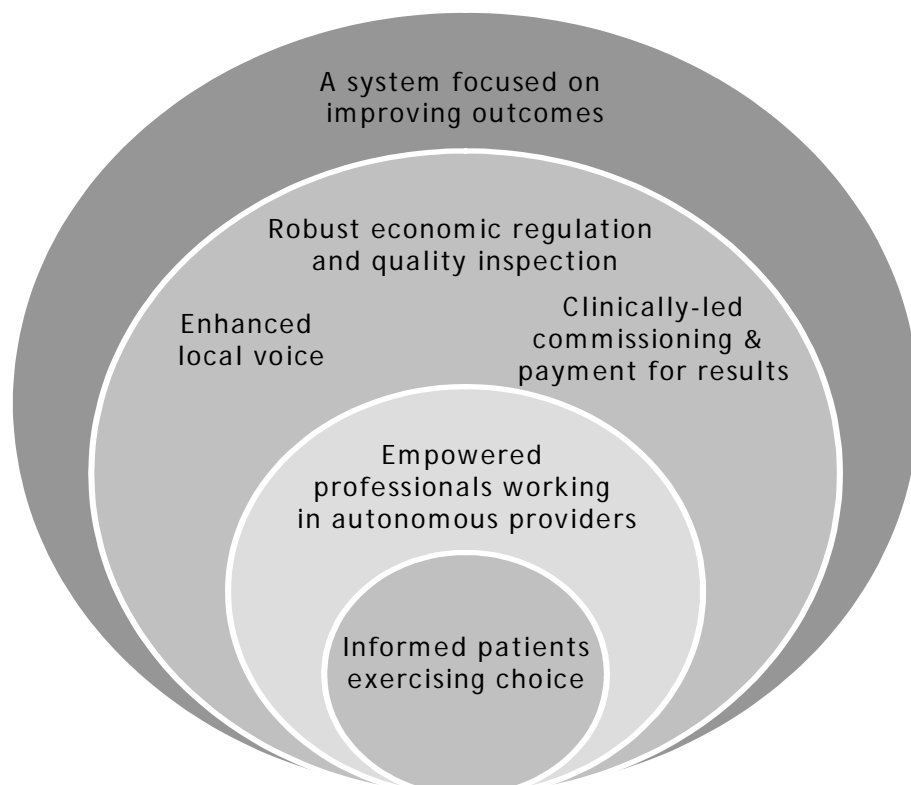 A system focused on
improving outcomes
Robust economic regulation
and quality inspection
Enhanced
local voice
Clinically-led
commissioning &
payment for results
Empowered
professionals working
in autonomous providers
Informed patients
exercising choice